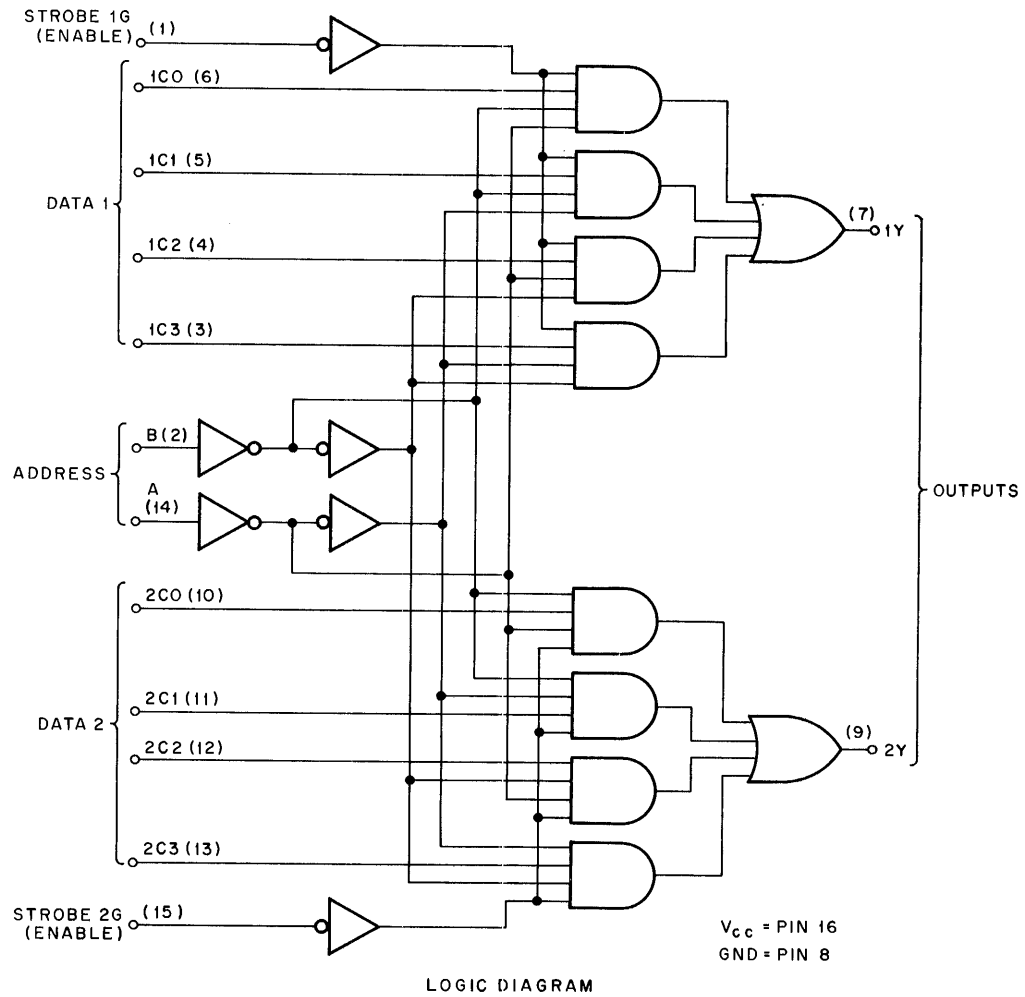 STROBE 1G (1)
(ENABLE)
1C0 (6)
1C1 (5)
DATA 1
(7)
1Y
1C2 (4)
1C3 (3)
B(2)
ADDRESS
A
(14)
OUTPUTS
2C0 (10)
2C1 (11)
DATA 2
2C2 (12)
(9)
2Y
2C3 (13)
STROBE 2G (15)
(ENABLE)
VCC = PIN 16
GND = PIN 8
LOGIC DIAGRAM